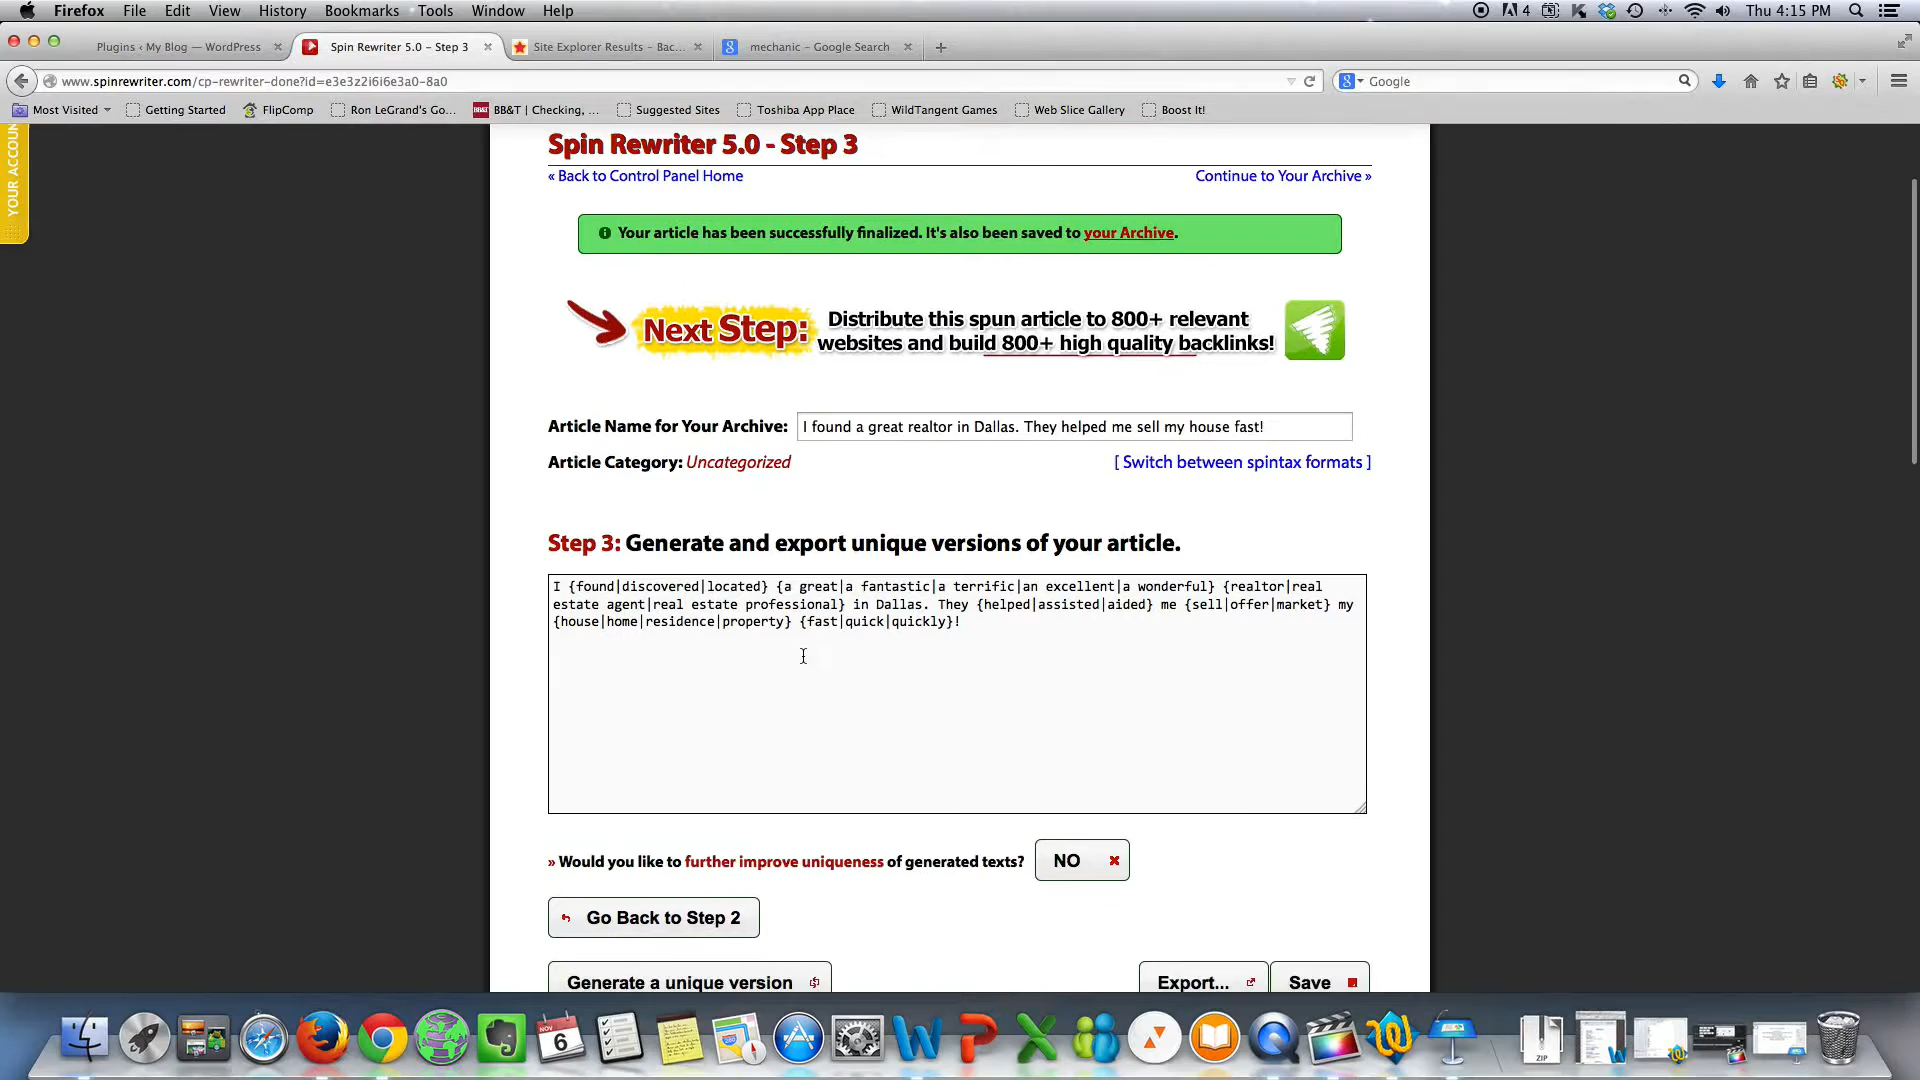 Firefox File Edit View History Bookmarks Tools Window Help 4 Thu 4:15 PM
Plugins ‹ My Blog — WordPress Spin Rewriter 5.0 – Step 3 Site Explorer Results – Bac... mechanic – Google Search
www.spinrewriter.com/cp-rewriter-done?id=e3e3z2i6i6e3a0-8a0 Google
Most Visited Getting Started FlipComp Ron LeGrand's Go... BB&T | Checking, ... Suggested Sites Toshiba App Place WildTangent Games Web Slice Gallery Boost It!
YOUR ACCOUN
Spin Rewriter 5.0 - Step 3
« Back to Control Panel Home Continue to Your Archive »
Your article has been successfully finalized. It's also been saved to your Archive.
Next Step: Distribute this spun article to 800+ relevant
websites and build 800+ high quality backlinks!
Article Name for Your Archive: I found a great realtor in Dallas. They helped me sell my house fast!
Article Category: Uncategorized [ Switch between spintax formats ]
Step 3: Generate and export unique versions of your article.
I {found|discovered|located} {a great|a fantastic|a terrific|an excellent|a wonderful} {realtor|real
estate agent|real estate professional} in Dallas. They {helped|assisted|aided} me {sell|offer|market} my
{house|home|residence|property} {fast|quick|quickly}!
» Would you like to further improve uniqueness of generated texts? NO
Go Back to Step 2
Generate a unique version Export... Save
NOV
6
ZIP